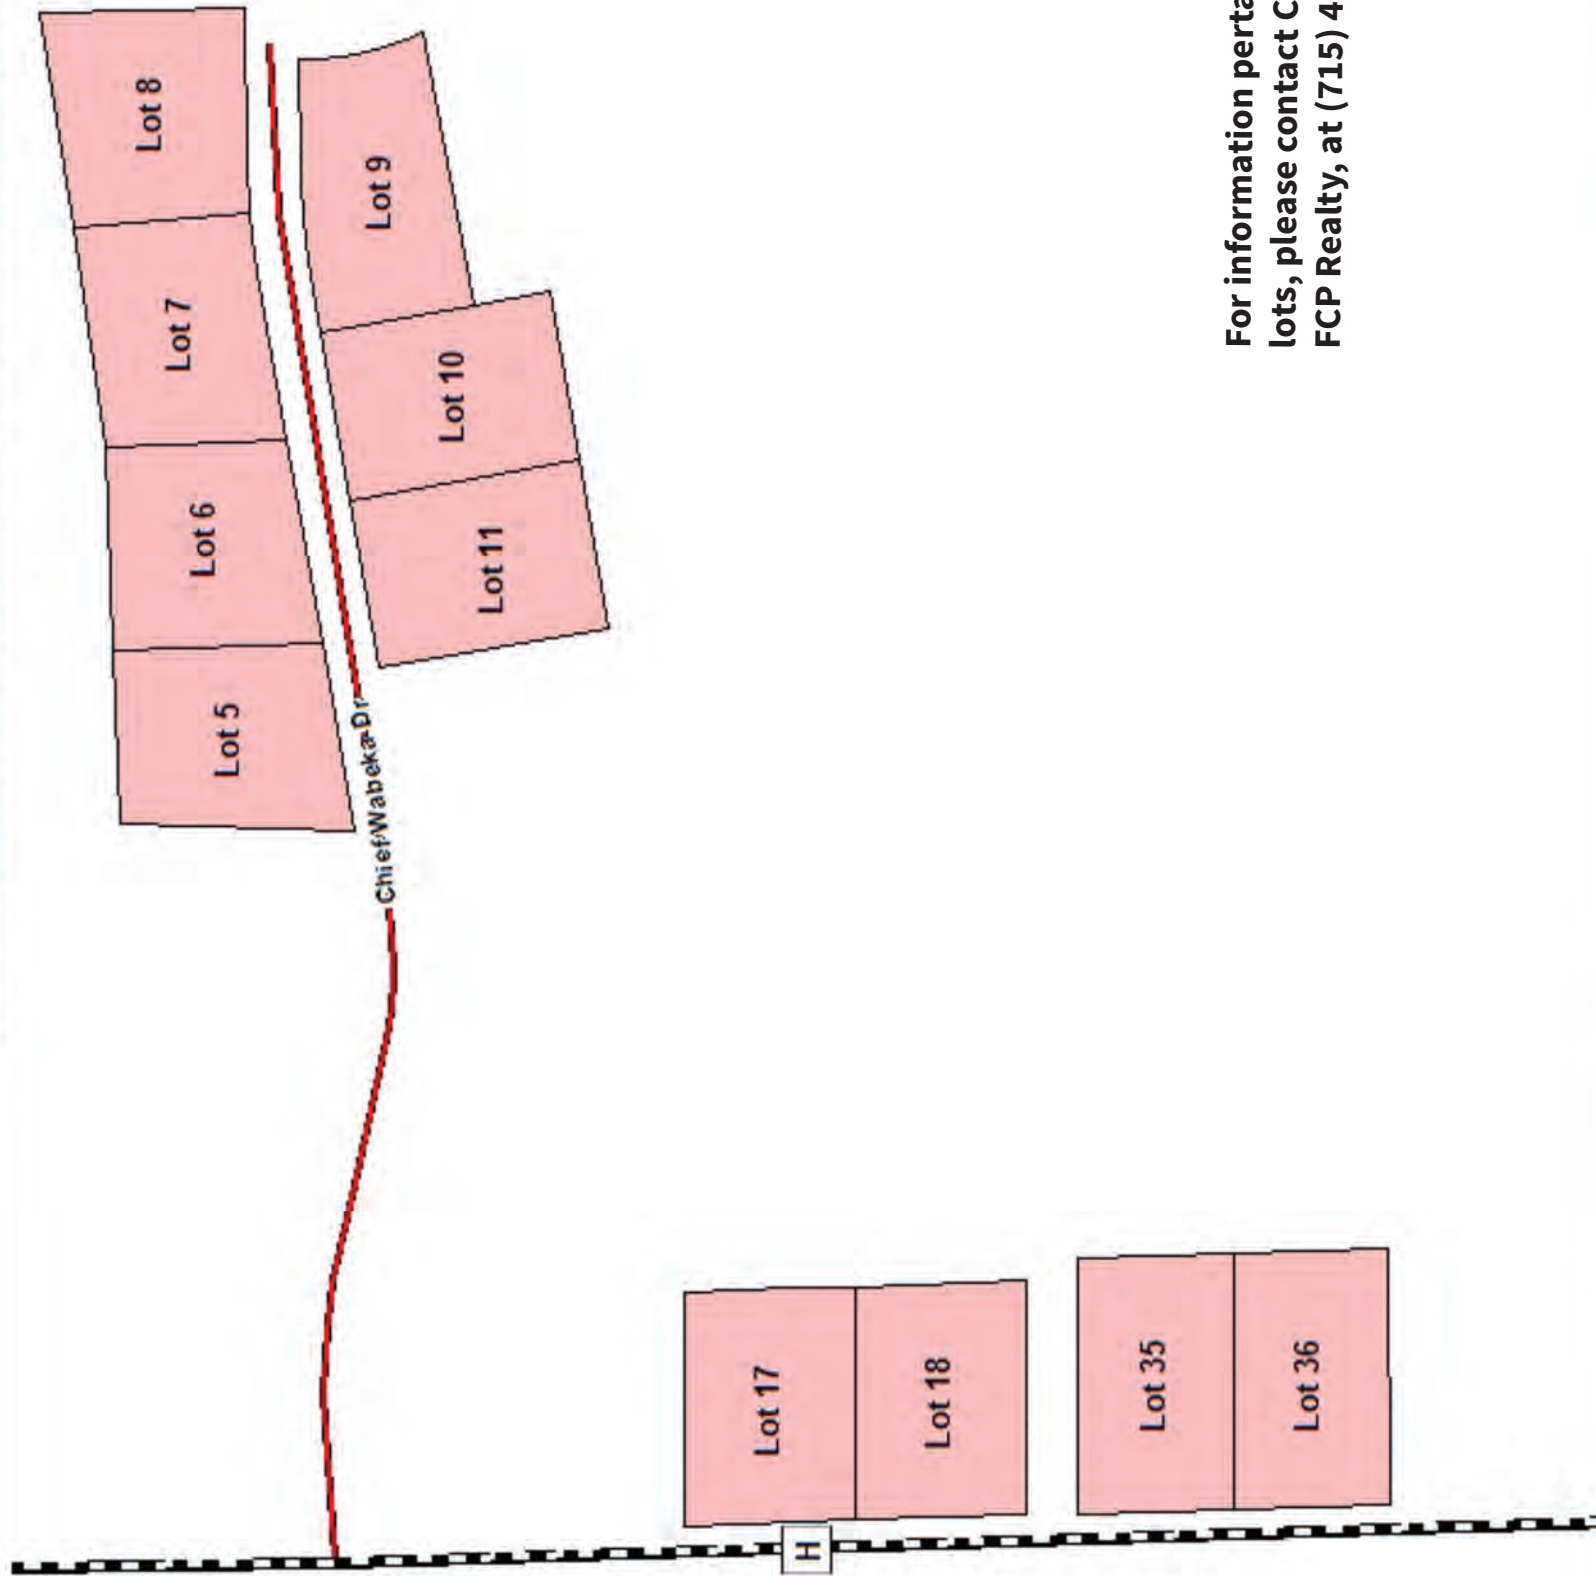 Lot 5
Lot 6
Lot 7
Lot 8
Chief Wabeka Dr
Lot 11
Lot 10
Lot 9
H
Lot 17
Lot 18
Lot 35
Lot 36
For information perta
lots, please contact C
FCP Realty, at (715) 4